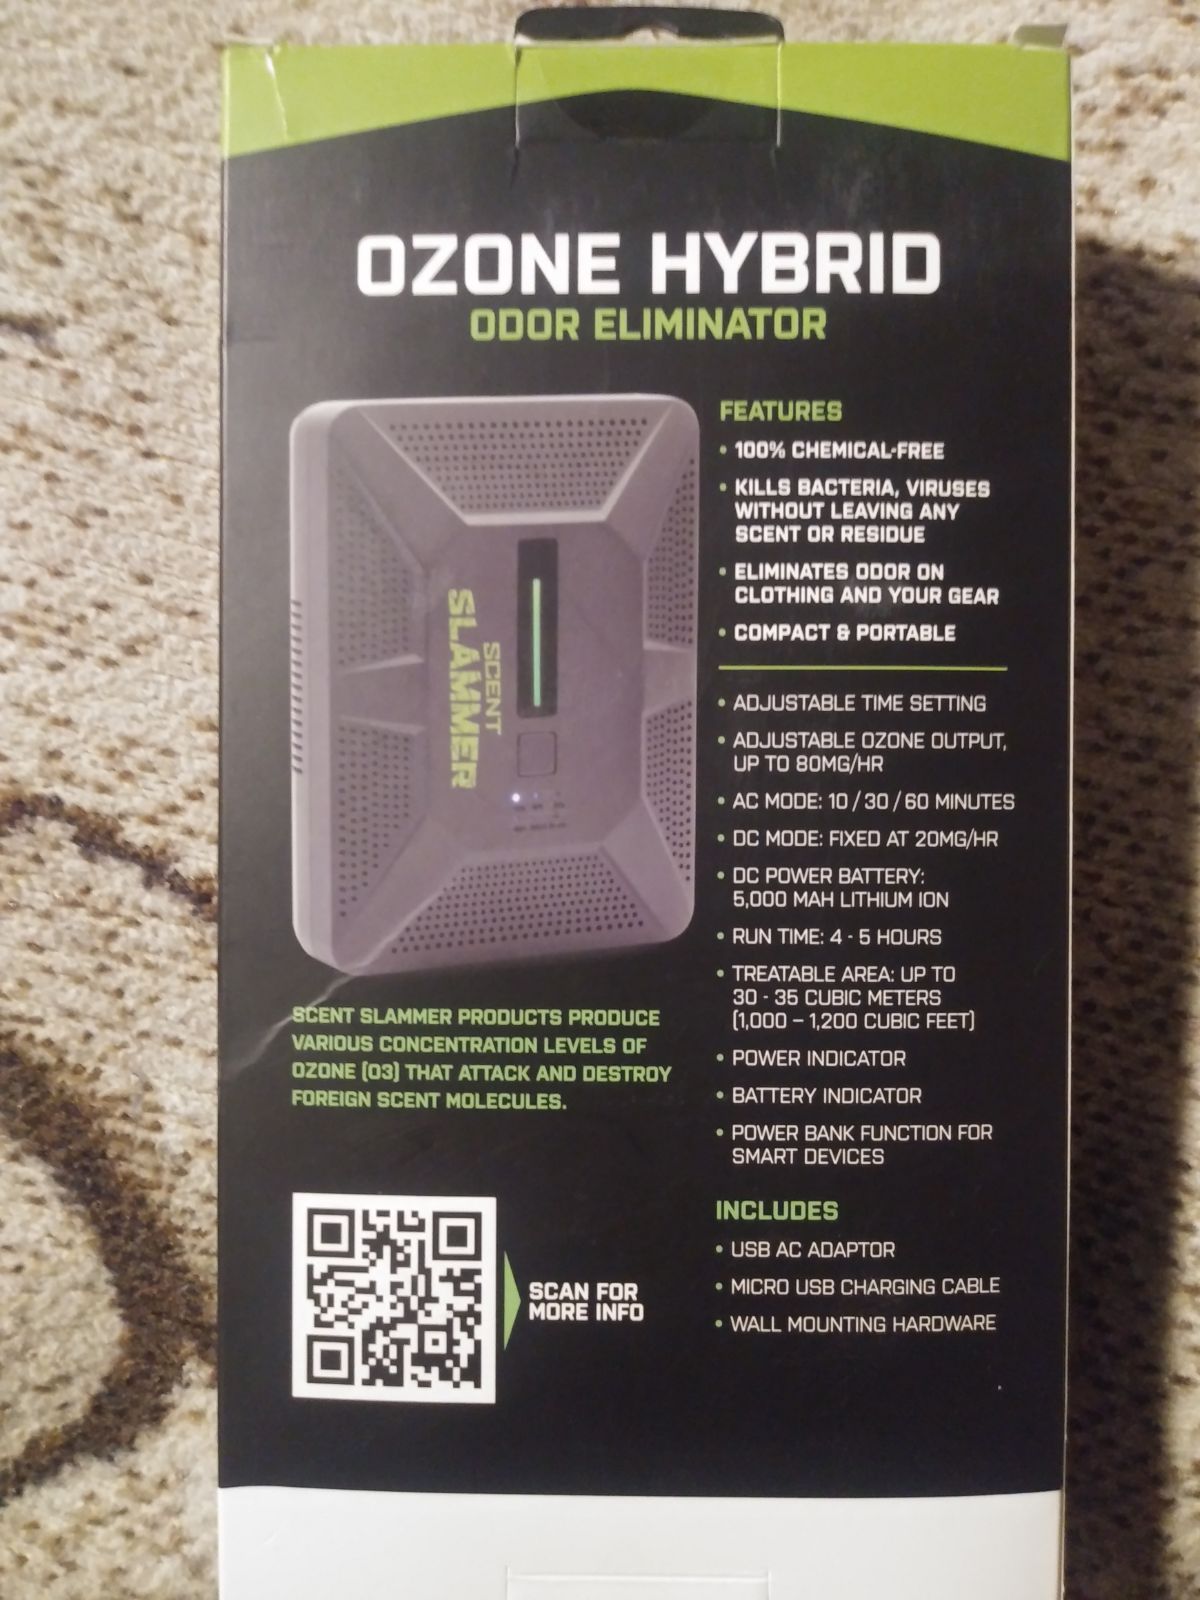 OZONE HYBRID
ODOR ELIMINATOR
SCENT
SLAMMER
FEATURES
• 100% CHEMICAL-FREE
• KILLS BACTERIA, VIRUSES
WITHOUT LEAVING ANY
SCENT OR RESIDUE
• ELIMINATES ODOR ON
CLOTHING AND YOUR GEAR
• COMPACT & PORTABLE
• ADJUSTABLE TIME SETTING
• ADJUSTABLE OZONE OUTPUT,
UP TO 80MG/HR
• AC MODE: 10 / 30 / 60 MINUTES
• DC MODE: FIXED AT 20MG/HR
• DC POWER BATTERY:
5,000 MAH LITHIUM ION
• RUN TIME: 4 - 5 HOURS
• TREATABLE AREA: UP TO
30 - 35 CUBIC METERS
(1,000 – 1,200 CUBIC FEET)
• POWER INDICATOR
• BATTERY INDICATOR
• POWER BANK FUNCTION FOR
SMART DEVICES
SCENT SLAMMER PRODUCTS PRODUCE
VARIOUS CONCENTRATION LEVELS OF
OZONE (O3) THAT ATTACK AND DESTROY
FOREIGN SCENT MOLECULES.
SCAN FOR
MORE INFO
INCLUDES
• USB AC ADAPTOR
• MICRO USB CHARGING CABLE
• WALL MOUNTING HARDWARE